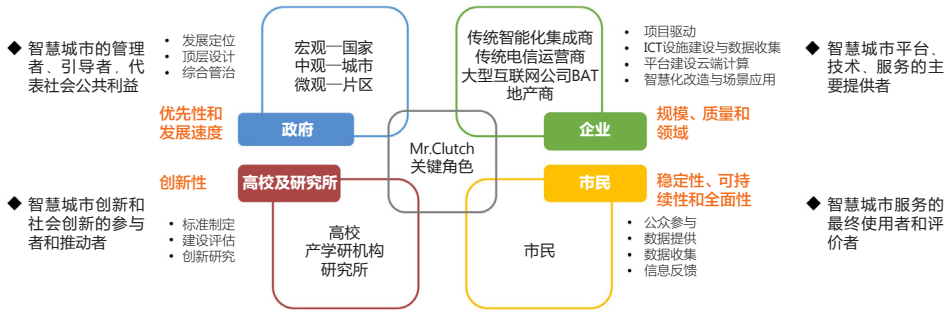 ◆ 智慧城市的管理
者、引导者，代
表社会公共利益
• 发展定位
• 顶层设计
• 综合管治
宏观—国家
中观—城市
微观—片区
优先性和
发展速度
政府
传统智能化集成商
传统电信运营商
大型互联网公司BAT
地产商
• 项目驱动
• ICT设施建设与数据收集
• 平台建设云端计算
• 智慧化改造与场景应用
◆ 智慧城市平台、
技术、服务的主
要提供者
企业
规模、质量和
领域
Mr.Clutch
关键角色
◆ 智慧城市创新和
社会创新的参与
者和推动者
创新性
高校及研究所
• 标准制定
• 建设评估
• 创新研究
高校
产学研机构
研究所
市民
稳定性、可持
续性和全面性
市民
• 公众参与
• 数据提供
• 数据收集
• 信息反馈
◆ 智慧城市服务的
最终使用者和评
价者